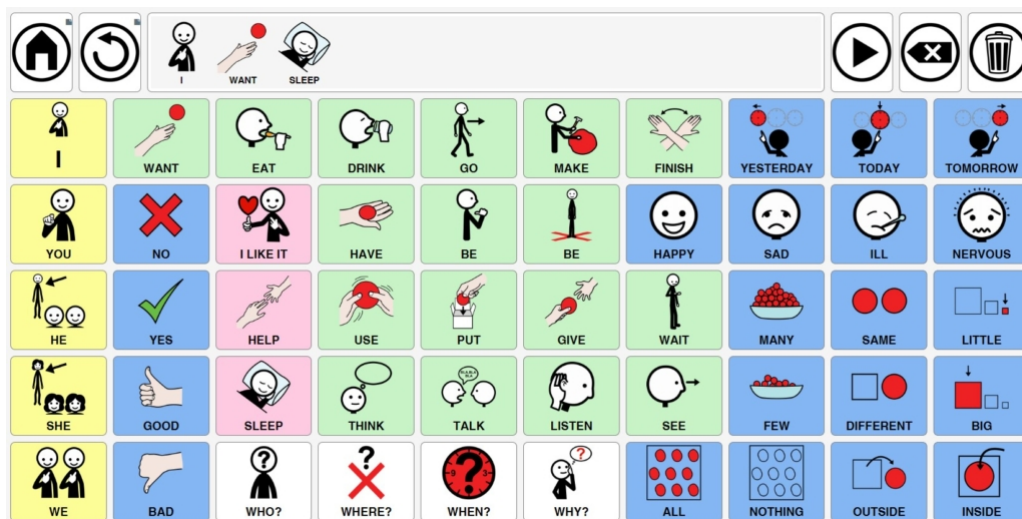 I WANT SLEEP
I WANT EAT DRINK GO MAKE FINISH YESTERDAY TODAY TOMORROW
YOU NO I LIKE IT HAVE BE BE HAPPY SAD ILL NERVOUS
HE YES HELP USE PUT GIVE WAIT MANY SAME LITTLE
SHE GOOD SLEEP THINK TALK LISTEN SEE FEW DIFFERENT BIG
WE BAD WHO? WHERE? WHEN? WHY? ALL NOTHING OUTSIDE INSIDE